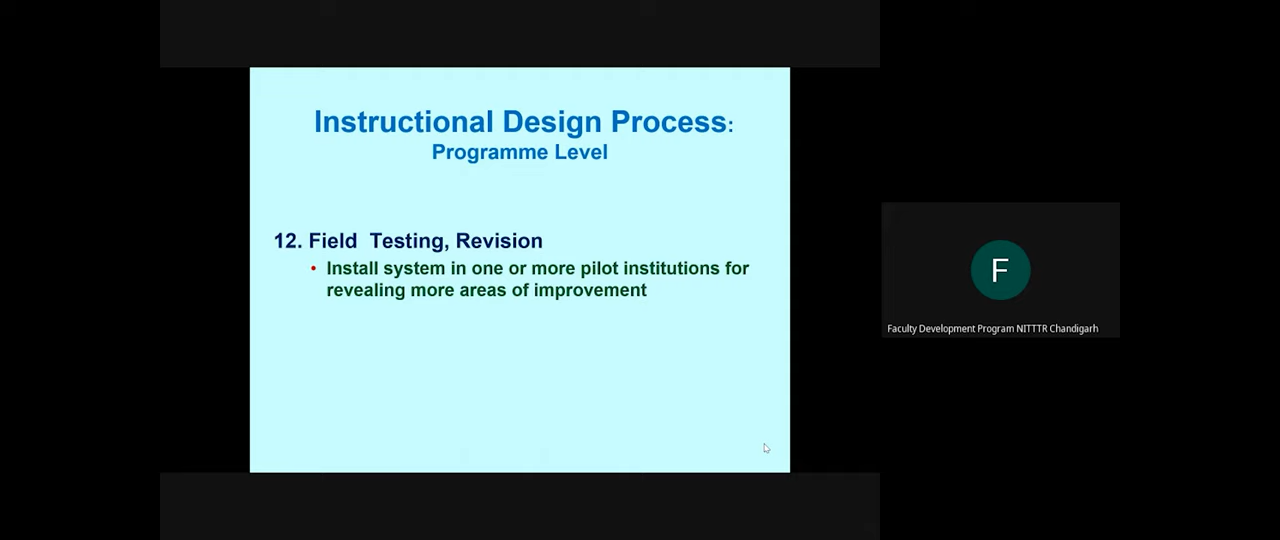 Instructional Design Process:
Programme Level
12. Field Testing, Revision
• Install system in one or more pilot institutions for
revealing more areas of improvement
F
Faculty Development Program NITTTR Chandigarh